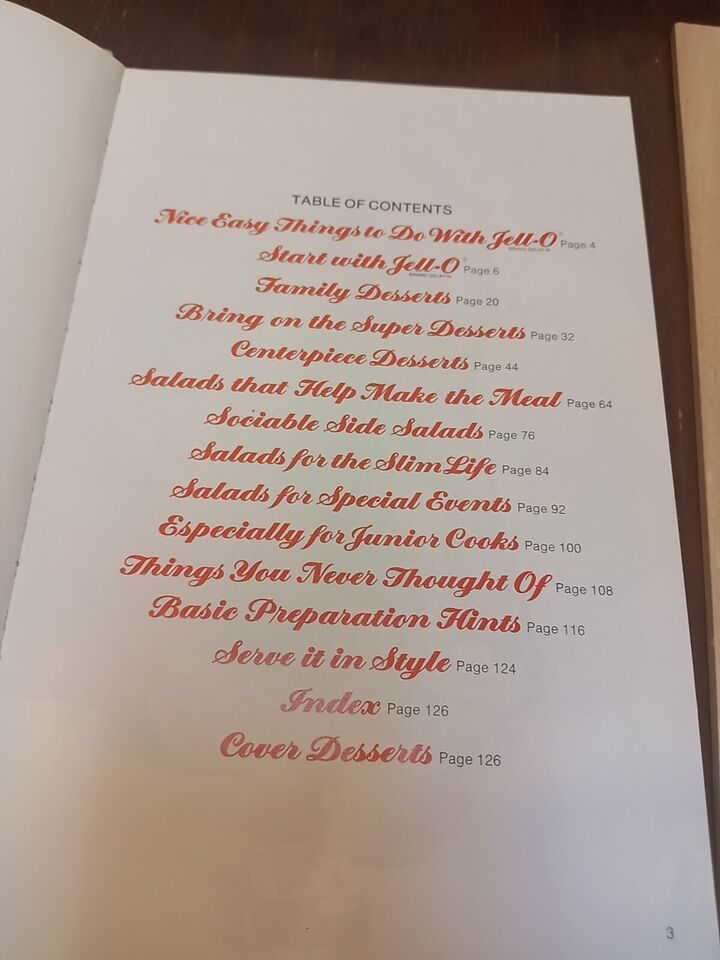 TABLE OF CONTENTS
Nice Easy Things to Do With Jell-O® Page 4
BRAND GELATIN
Start with Jell-O® Page 6
BRAND GELATIN
Family Desserts Page 20
Bring on the Super Desserts Page 32
Centerpiece Desserts Page 44
Salads that Help Make the Meal Page 64
Sociable Side Salads Page 76
Salads for the Slim Life Page 84
Salads for Special Events Page 92
Especially for Junior Cooks Page 100
Things You Never Thought Of Page 108
Basic Preparation Hints Page 116
Serve it in Style Page 124
Index Page 126
Cover Desserts Page 126
3